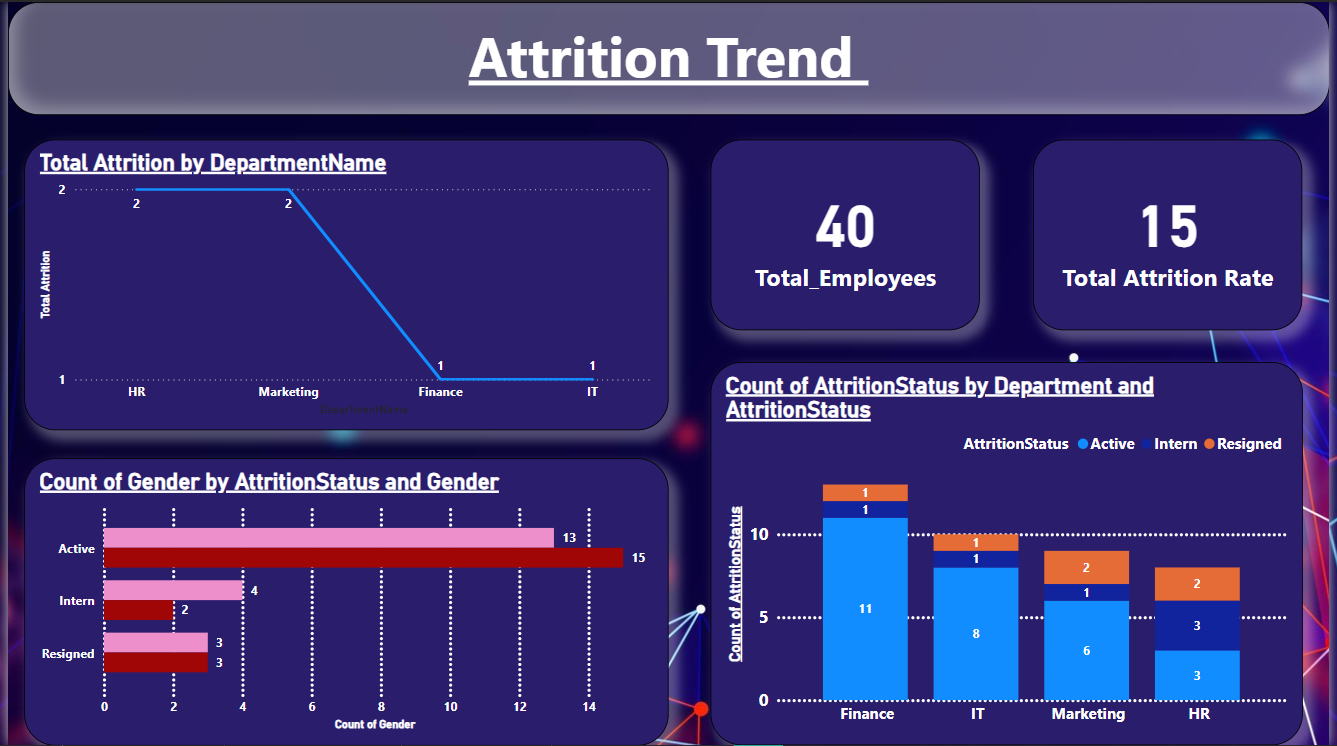 Attrition Trend
Total Attrition by DepartmentName
Total Attrition
2
1
2
2
1
1
HR
Marketing
Finance
IT
DepartmentName
40
Total_Employees
15
Total Attrition Rate
Count of Gender by AttritionStatus and Gender
Active
13
15
Intern
4
2
Resigned
3
3
0
2
4
6
8
10
12
14
Count of Gender
Count of AttritionStatus by Department and
AttritionStatus
AttritionStatus Active Intern Resigned
Count of AttritionStatus
10
5
0
1
1
11
1
1
8
2
1
6
2
3
3
Finance
IT
Marketing
HR